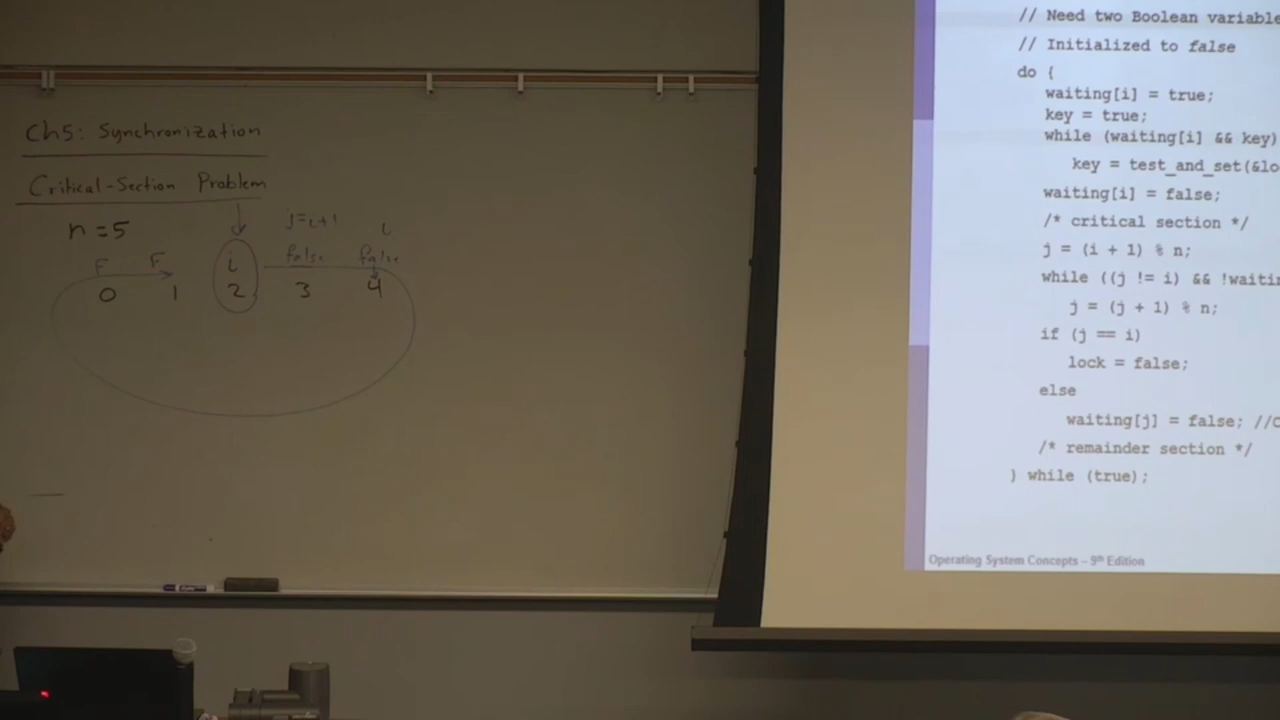 Ch5: Synchronization
Critical-Section Problem
n=5
j=i+1
i
F F i false false
0 1 2 3 4
// Need two Boolean variable
// Initialized to false
do {
waiting[i] = true;
key = true;
while (waiting[i] && key)
key = test_and_set(&lo
waiting[i] = false;
/* critical section */
j = (i + 1) % n;
while ((j != i) && !waitin
j = (j + 1) % n;
if (j == i)
lock = false;
else
waiting[j] = false; //
/* remainder section */
} while (true);
Operating System Concepts – 9th Edition